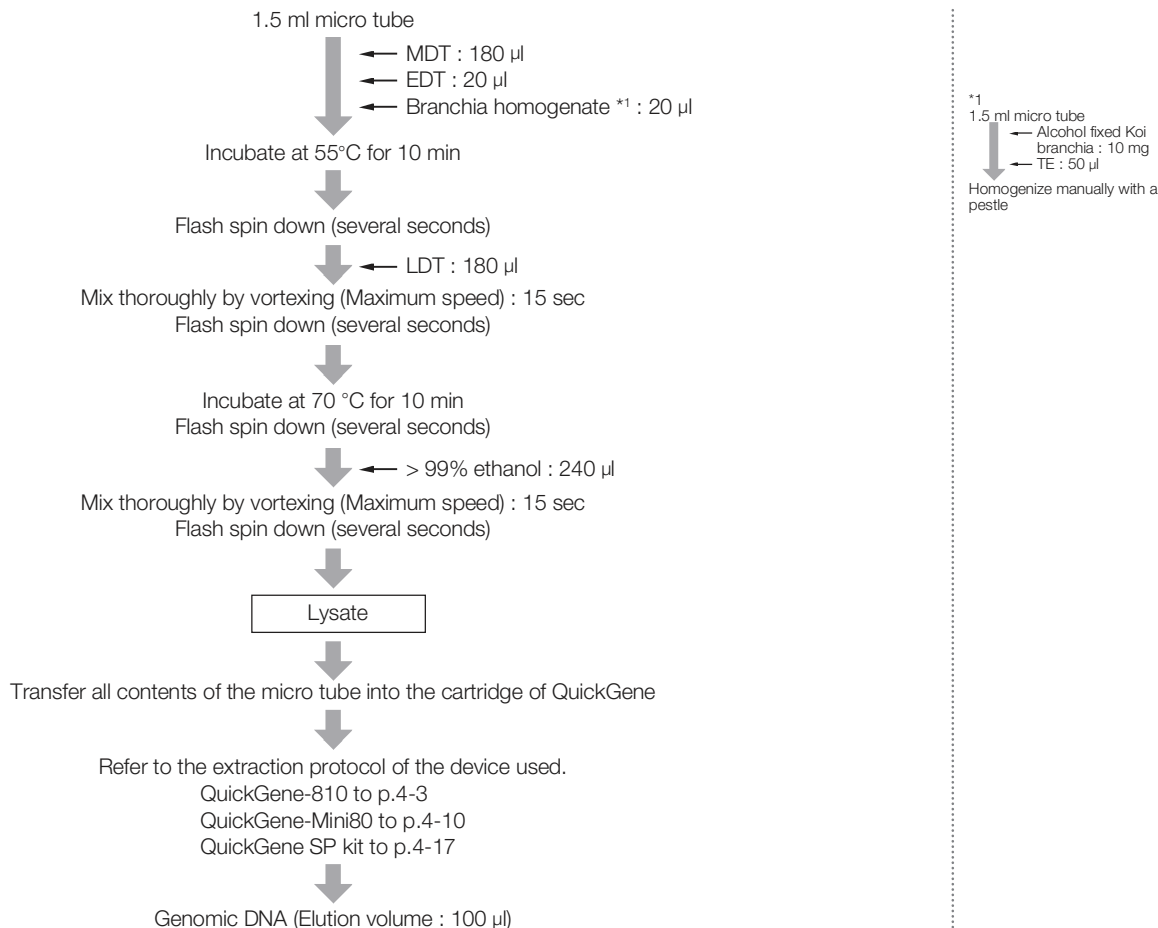 1.5 ml micro tube
MDT : 180 µl
EDT : 20 µl
Branchia homogenate *1 : 20 µl
Incubate at 55°C for 10 min
Flash spin down (several seconds)
LDT : 180 µl
Mix thoroughly by vortexing (Maximum speed) : 15 sec
Flash spin down (several seconds)
Incubate at 70 °C for 10 min
Flash spin down (several seconds)
> 99% ethanol : 240 µl
Mix thoroughly by vortexing (Maximum speed) : 15 sec
Flash spin down (several seconds)
Lysate
Transfer all contents of the micro tube into the cartridge of QuickGene
Refer to the extraction protocol of the device used.
QuickGene-810 to p.4-3
QuickGene-Mini80 to p.4-10
QuickGene SP kit to p.4-17
Genomic DNA (Elution volume : 100 µl)
*1
1.5 ml micro tube
Alcohol fixed Koi
branchia : 10 mg
TE : 50 µl
Homogenize manually with a
pestle